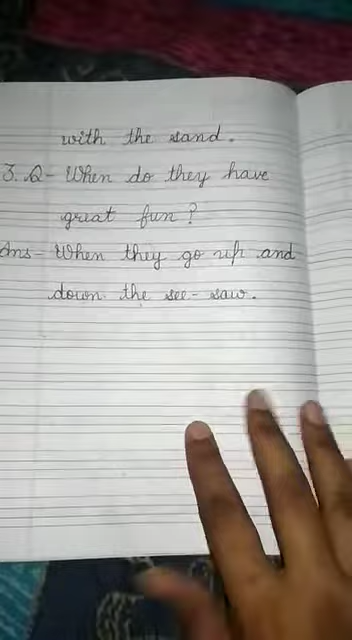 with the sand.
3. Q- When do they have
great fun?
Ans- When they go up and
down the see-saw.